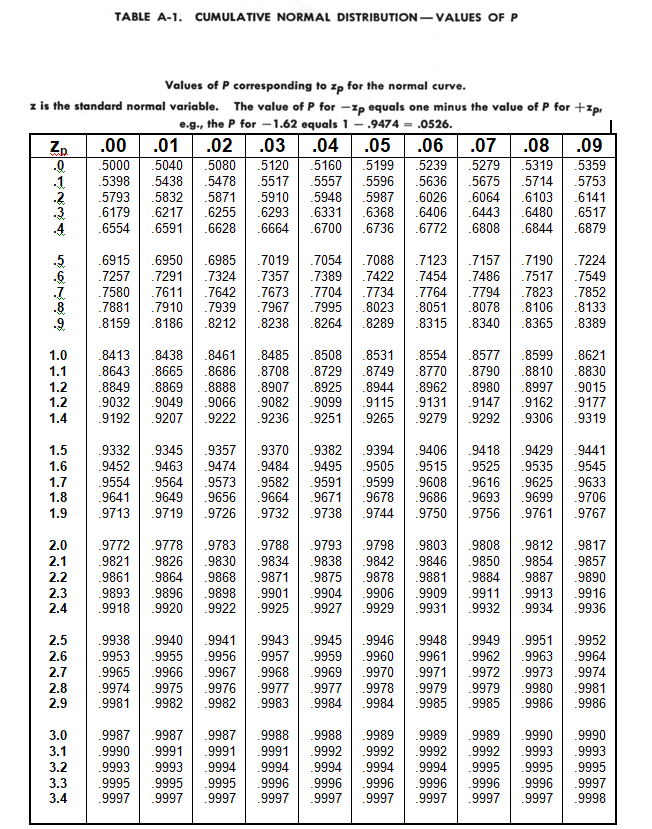 TABLE A-1. CUMULATIVE NORMAL DISTRIBUTION — VALUES OF P
Values of P corresponding to zp for the normal curve.
z is the standard normal variable. The value of P for −zp equals one minus the value of P for +zp,
e.g., the P for −1.62 equals 1 − .9474 = .0526.
Zp .00 .01 .02 .03 .04 .05 .06 .07 .08 .09
.0 .5000 .5040 .5080 .5120 .5160 .5199 .5239 .5279 .5319 .5359
.1 .5398 .5438 .5478 .5517 .5557 .5596 .5636 .5675 .5714 .5753
.2 .5793 .5832 .5871 .5910 .5948 .5987 .6026 .6064 .6103 .6141
.3 .6179 .6217 .6255 .6293 .6331 .6368 .6406 .6443 .6480 .6517
.4 .6554 .6591 .6628 .6664 .6700 .6736 .6772 .6808 .6844 .6879
.5 .6915 .6950 .6985 .7019 .7054 .7088 .7123 .7157 .7190 .7224
.6 .7257 .7291 .7324 .7357 .7389 .7422 .7454 .7486 .7517 .7549
.7 .7580 .7611 .7642 .7673 .7704 .7734 .7764 .7794 .7823 .7852
.8 .7881 .7910 .7939 .7967 .7995 .8023 .8051 .8078 .8106 .8133
.9 .8159 .8186 .8212 .8238 .8264 .8289 .8315 .8340 .8365 .8389
1.0 .8413 .8438 .8461 .8485 .8508 .8531 .8554 .8577 .8599 .8621
1.1 .8643 .8665 .8686 .8708 .8729 .8749 .8770 .8790 .8810 .8830
1.2 .8849 .8869 .8888 .8907 .8925 .8944 .8962 .8980 .8997 .9015
1.2 .9032 .9049 .9066 .9082 .9099 .9115 .9131 .9147 .9162 .9177
1.4 .9192 .9207 .9222 .9236 .9251 .9265 .9279 .9292 .9306 .9319
1.5 .9332 .9345 .9357 .9370 .9382 .9394 .9406 .9418 .9429 .9441
1.6 .9452 .9463 .9474 .9484 .9495 .9505 .9515 .9525 .9535 .9545
1.7 .9554 .9564 .9573 .9582 .9591 .9599 .9608 .9616 .9625 .9633
1.8 .9641 .9649 .9656 .9664 .9671 .9678 .9686 .9693 .9699 .9706
1.9 .9713 .9719 .9726 .9732 .9738 .9744 .9750 .9756 .9761 .9767
2.0 .9772 .9778 .9783 .9788 .9793 .9798 .9803 .9808 .9812 .9817
2.1 .9821 .9826 .9830 .9834 .9838 .9842 .9846 .9850 .9854 .9857
2.2 .9861 .9864 .9868 .9871 .9875 .9878 .9881 .9884 .9887 .9890
2.3 .9893 .9896 .9898 .9901 .9904 .9906 .9909 .9911 .9913 .9916
2.4 .9918 .9920 .9922 .9925 .9927 .9929 .9931 .9932 .9934 .9936
2.5 .9938 .9940 .9941 .9943 .9945 .9946 .9948 .9949 .9951 .9952
2.6 .9953 .9955 .9956 .9957 .9959 .9960 .9961 .9962 .9963 .9964
2.7 .9965 .9966 .9967 .9968 .9969 .9970 .9971 .9972 .9973 .9974
2.8 .9974 .9975 .9976 .9977 .9977 .9978 .9979 .9979 .9980 .9981
2.9 .9981 .9982 .9982 .9983 .9984 .9984 .9985 .9985 .9986 .9986
3.0 .9987 .9987 .9987 .9988 .9988 .9989 .9989 .9989 .9990 .9990
3.1 .9990 .9991 .9991 .9991 .9992 .9992 .9992 .9992 .9993 .9993
3.2 .9993 .9993 .9994 .9994 .9994 .9994 .9994 .9995 .9995 .9995
3.3 .9995 .9995 .9995 .9996 .9996 .9996 .9996 .9996 .9996 .9997
3.4 .9997 .9997 .9997 .9997 .9997 .9997 .9997 .9997 .9997 .9998